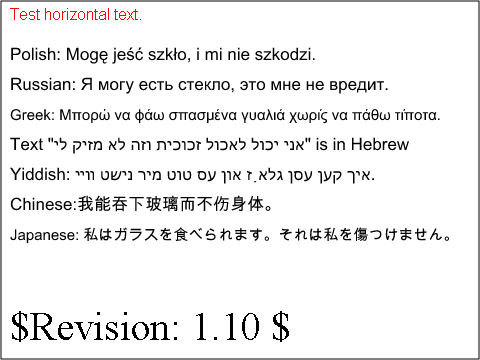 Test horizontal text.
Polish: Mogę jeść szkło, i mi nie szkodzi.
Russian: Я могу есть стекло, это мне не вредит.
Greek: Μπορώ να φάω σπασμένα γυαλιά χωρίς να πάθω τίποτα.
Text "אני יכול לאכול זכוכית וזה לא מזיק לי" is in Hebrew
Yiddish: איך קען עסן גלאָז און עס טוט מיר נישט װײ.
Chinese:我能吞下玻璃而不伤身体。
Japanese: 私はガラスを食べられます。それは私を傷つけません。
$Revision: 1.10 $